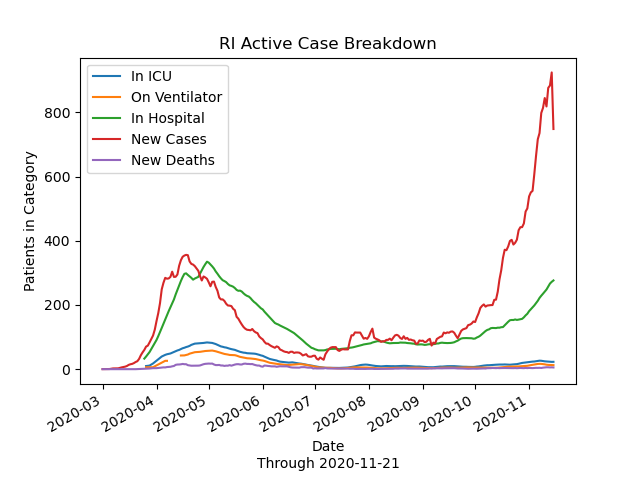 RI Active Case Breakdown
In ICU
On Ventilator
In Hospital
New Cases
New Deaths
Patients in Category
800
600
400
200
0
2020-03
2020-04
2020-05
2020-06
2020-07
2020-08
2020-09
2020-10
2020-11
Date
Through 2020-11-21